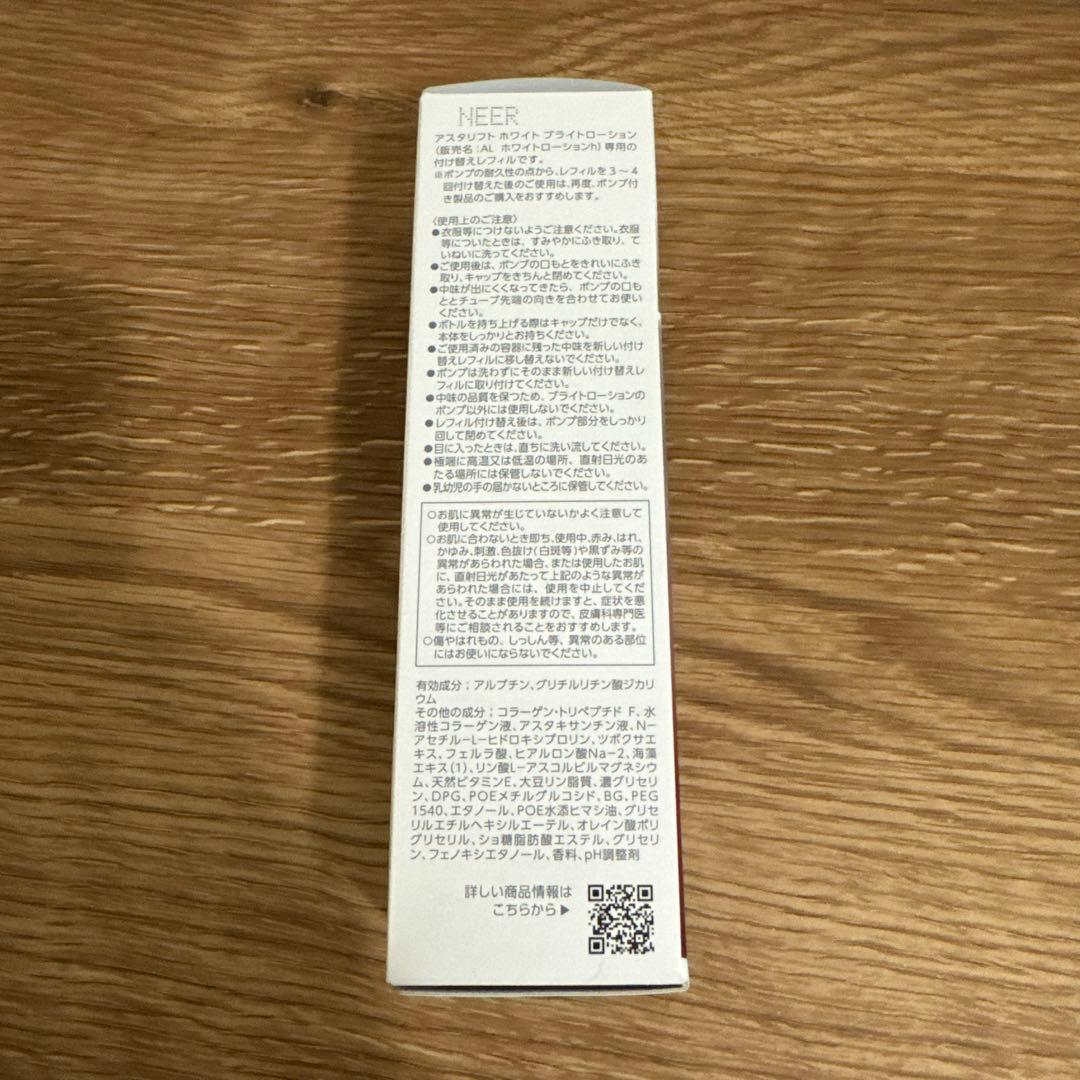 NEER
アスタリフト ホワイト ブライトローション
(販売名:AL ホワイトローションh)専用の
付け替えレフィルです。
※ポンプの耐久性の点から、レフィルを3～4
回付け替えた後のご使用は、再度、ポンプ付
き製品のご購入をおすすめします。
〈使用上のご注意〉
●衣服等につけないようご注意ください。衣服
等についたときは、すみやかにふき取り、て
いねいに洗ってください。
●ご使用後は、ポンプの口もとをきれいにふき
取り、キャップをきちんと閉めてください。
●中味が出にくくなってきたら、ポンプの口も
ととチューブ先端の向きを合わせてお使い
ください。
●ボトルを持ち上げる際はキャップだけでなく、
本体をしっかりとお持ちください。
●ご使用済みの容器に残った中味を新しい付け
替えレフィルに移し替えないでください。
●ポンプは洗わずにそのまま新しい付け替えレ
フィルに取り付けてください。
●中味の品質を保つため、ブライトローションの
ポンプ以外には使用しないでください。
●レフィル付け替え後は、ポンプ部分をしっかり
回して閉めてください。
●目に入ったときは、直ちに洗い流してください。
●極端に高温又は低温の場所、直射日光のあ
たる場所には保管しないでください。
●乳幼児の手の届かないところに保管してください。
○お肌に異常が生じていないかよく注意して
使用してください。
○お肌に合わないとき即ち、使用中、赤み、はれ、
かゆみ、刺激、色抜け(白斑等)や黒ずみ等の
異常があらわれた場合、または使用したお肌
に、直射日光があたって上記のような異常が
あらわれた場合には、使用を中止してくだ
さい。そのまま使用を続けますと、症状を悪
化させることがありますので、皮膚科専門医
等にご相談されることをおすすめします。
○傷やはれもの、しっしん等、異常のある部位
にはお使いにならないでください。
有効成分;アルブチン、グリチルリチン酸ジカリ
ウム
その他の成分;コラーゲン・トリペプチド F、水
溶性コラーゲン液、アスタキサンチン液、N-
アセチル-L-ヒドロキシプロリン、ツボクサエ
キス、フェルラ酸、ヒアルロン酸Na-2、海藻
エキス(1)、リン酸L-アスコルビルマグネシウ
ム、天然ビタミンE、大豆リン脂質、濃グリセリ
ン、DPG、POEメチルグルコシド、BG、PEG
1540、エタノール、POE水添ヒマシ油、グリセ
リルエチルヘキシルエーテル、オレイン酸ポリ
グリセリル、ショ糖脂肪酸エステル、グリセリ
ン、フェノキシエタノール、香料、pH調整剤
詳しい商品情報は
こちらから▶